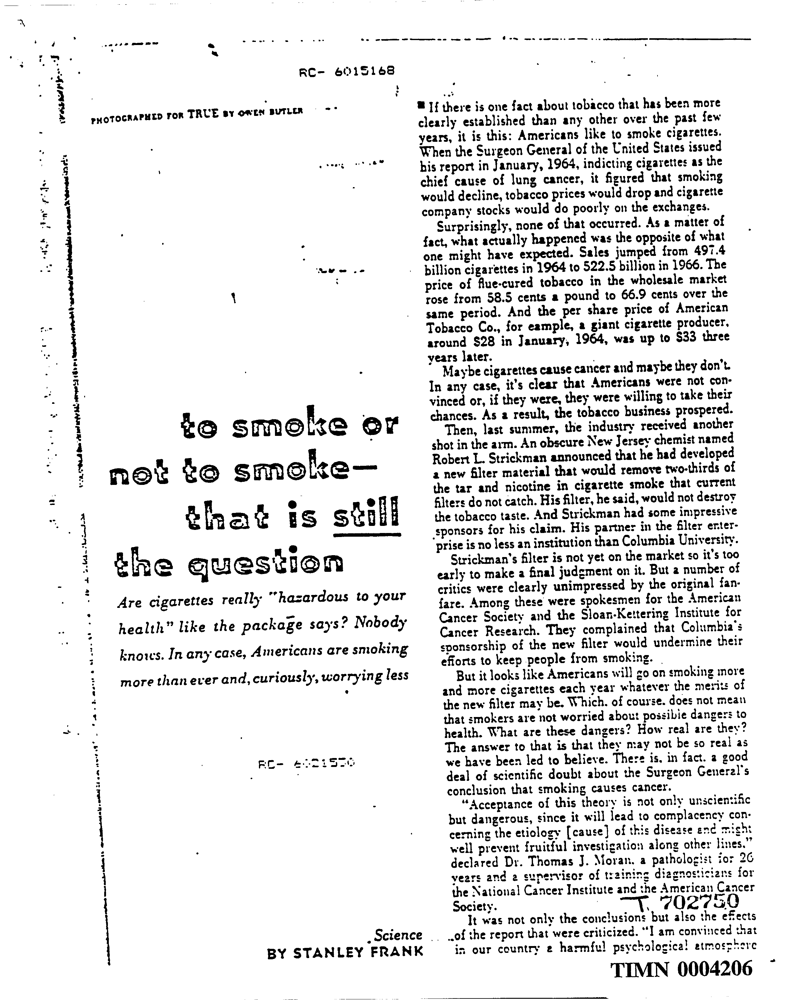 RC- 6015168
PHOTOGRAPHED FOR TRUE BY OWEN BUTLER
to smoke or
not to smoke—
that is still
the question
Are cigarettes really "hazardous to your
health" like the package says? Nobody
knows. In any case, Americans are smoking
more than ever and, curiously, worrying less
RC-
Science
BY STANLEY FRANK
■ If there is one fact about tobacco that has been more
clearly established than any other over the past few
years, it is this: Americans like to smoke cigarettes.
When the Surgeon General of the United States issued
his report in January, 1964, indicting cigarettes as the
chief cause of lung cancer, it figured that smoking
would decline, tobacco prices would drop and cigarette
company stocks would do poorly on the exchanges.
Surprisingly, none of that occurred. As a matter of
fact, what actually happened was the opposite of what
one might have expected. Sales jumped from 497.4
billion cigarettes in 1964 to 522.5 billion in 1966. The
price of flue-cured tobacco in the wholesale market
rose from 58.5 cents a pound to 66.9 cents over the
same period. And the per share price of American
Tobacco Co., for eample, a giant cigarette producer,
around $28 in January, 1964, was up to $33 three
years later.
Maybe cigarettes cause cancer and maybe they don't.
In any case, it's clear that Americans were not con-
vinced or, if they were, they were willing to take their
chances. As a result, the tobacco business prospered.
Then, last summer, the industry received another
shot in the arm. An obscure New Jersey chemist named
Robert L. Strickman announced that he had developed
a new filter material that would remove two-thirds of
the tar and nicotine in cigarette smoke that current
filters do not catch. His filter, he said, would not destroy
the tobacco taste. And Strickman had some impressive
sponsors for his claim. His partner in the filter enter-
prise is no less an institution than Columbia University.
Strickman's filter is not yet on the market so it's too
early to make a final judgment on it. But a number of
critics were clearly unimpressed by the original fan-
fare. Among these were spokesmen for the American
Cancer Society and the Sloan-Kettering Institute for
Cancer Research. They complained that Columbia's
sponsorship of the new filter would undermine their
efforts to keep people from smoking.
But it looks like Americans will go on smoking more
and more cigarettes each year whatever the merits of
the new filter may be. Which, of course, does not mean
that smokers are not worried about possible dangers to
health. What are these dangers? How real are they?
The answer to that is that they may not be so real as
we have been led to believe. There is, in fact, a good
deal of scientific doubt about the Surgeon General's
conclusion that smoking causes cancer.
"Acceptance of this theory is not only unscientific
but dangerous, since it will lead to complacency con-
cerning the etiology [cause] of this disease and might
well prevent fruitful investigation along other lines,"
declared Dr. Thomas J. Moran, a pathologist for 26
years and a supervisor of training diagnosticians for
the National Cancer Institute and the American Cancer
Society.
T. 702750
It was not only the conclusions but also the effects
of the report that were criticized. "I am convinced that
in our country a harmful psychological atmosphere
TIMN 0004206